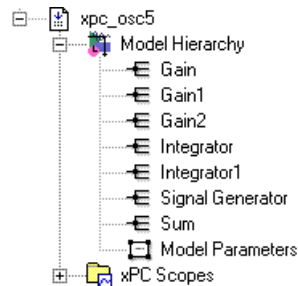 xpc_osc5
Model Hierarchy
Gain
Gain1
Gain2
Integrator
Integrator1
Signal Generator
Sum
Model Parameters
xPC Scopes